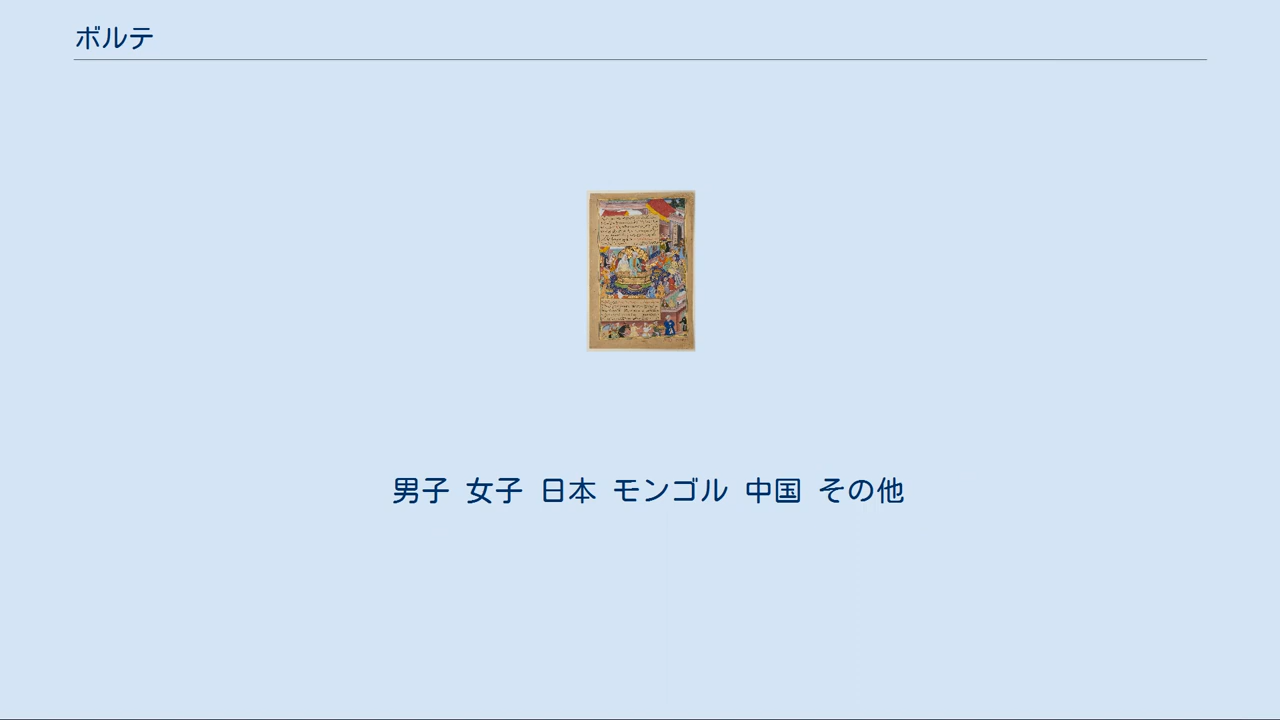 ボルテ
男子 女子 日本 モンゴル 中国 その他